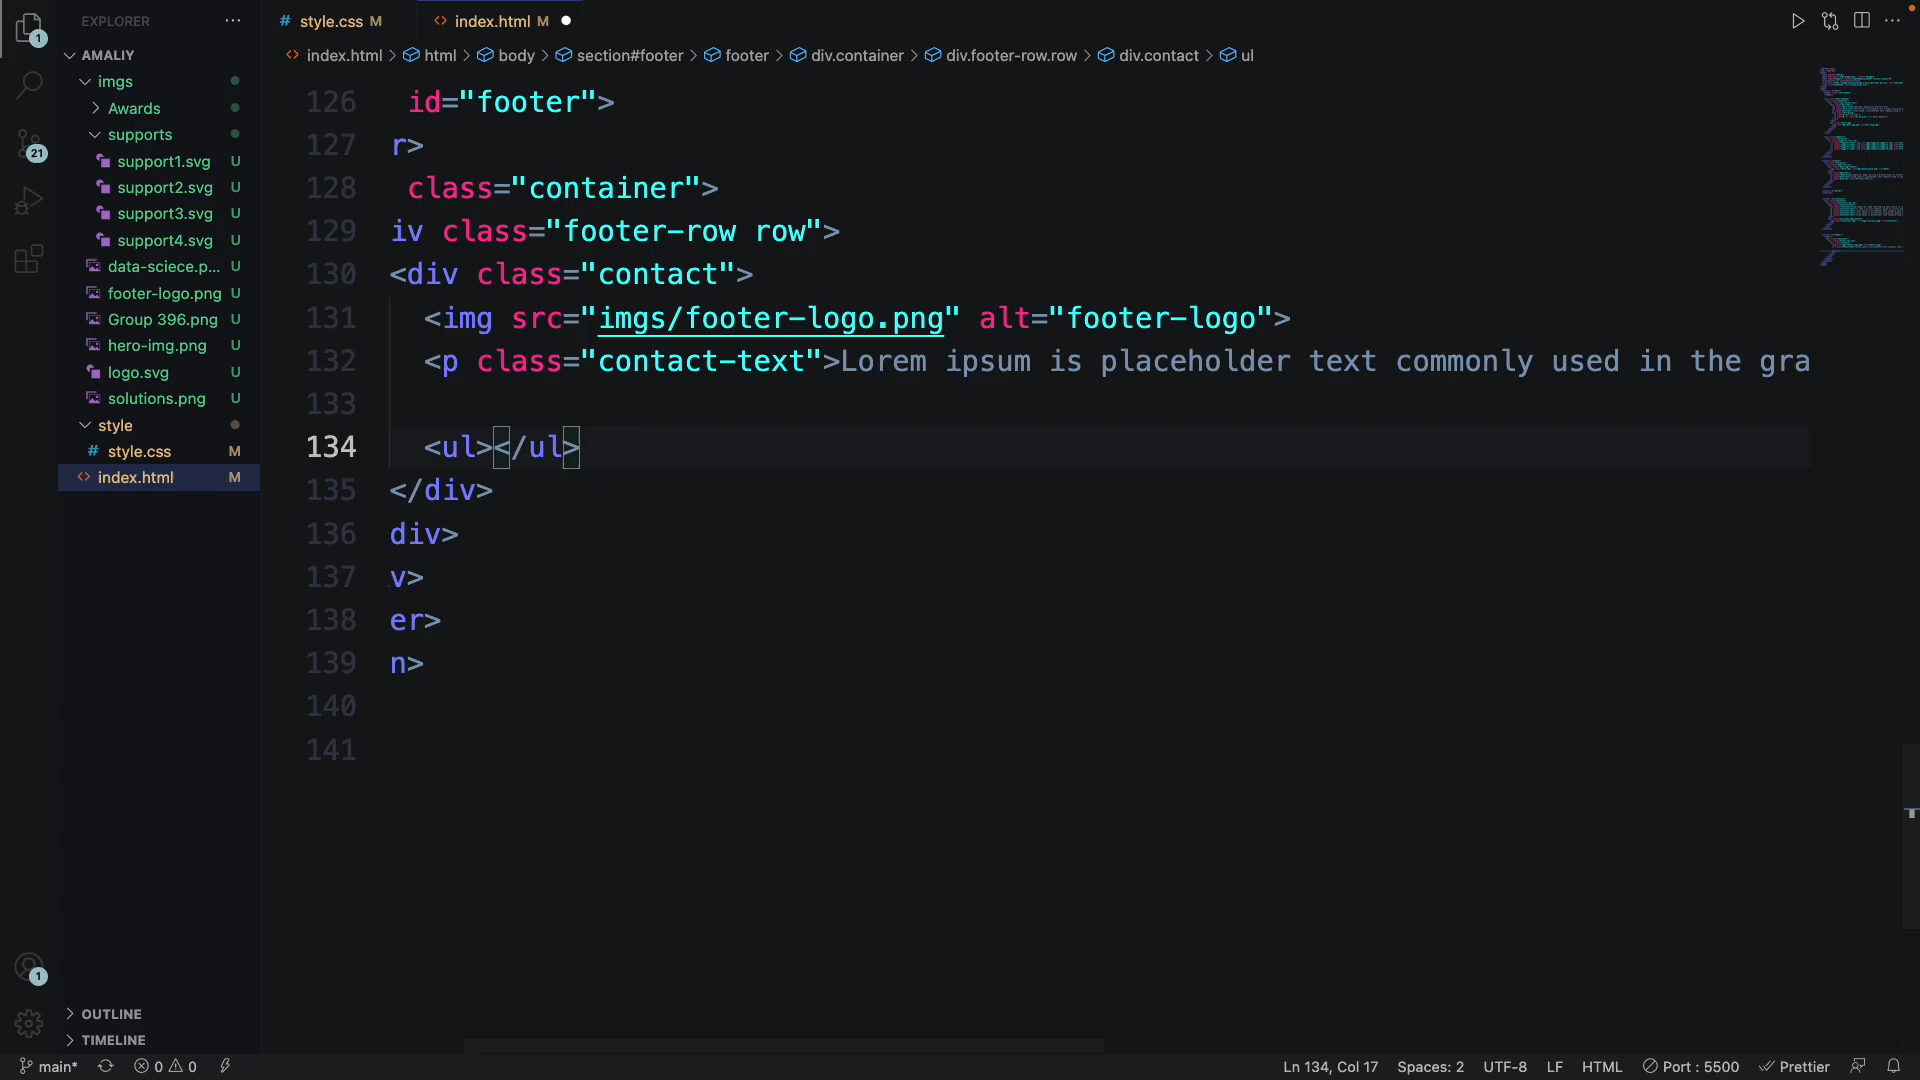 EXPLORER
# style.css M
<> index.html M
AMALIY
<> index.html > html > body > section#footer > footer > div.container > div.footer-row.row > div.contact > ul
imgs
Awards
supports
support1.svg U
support2.svg U
support3.svg U
support4.svg U
data-sciece.p... U
footer-logo.png U
Group 396.png U
hero-img.png U
logo.svg U
solutions.png U
style
# style.css M
<> index.html M
OUTLINE
TIMELINE
1
21
1
126 id="footer">
127 r>
128 class="container">
129 iv class="footer-row row">
130 <div class="contact">
131 <img src="imgs/footer-logo.png" alt="footer-logo">
132 <p class="contact-text">Lorem ipsum is placeholder text commonly used in the gra
133
134 <ul></ul>
135 </div>
136 div>
137 v>
138 er>
139 n>
140
141
main* 0 0
Ln 134, Col 17 Spaces: 2 UTF-8 LF HTML Port : 5500 Prettier